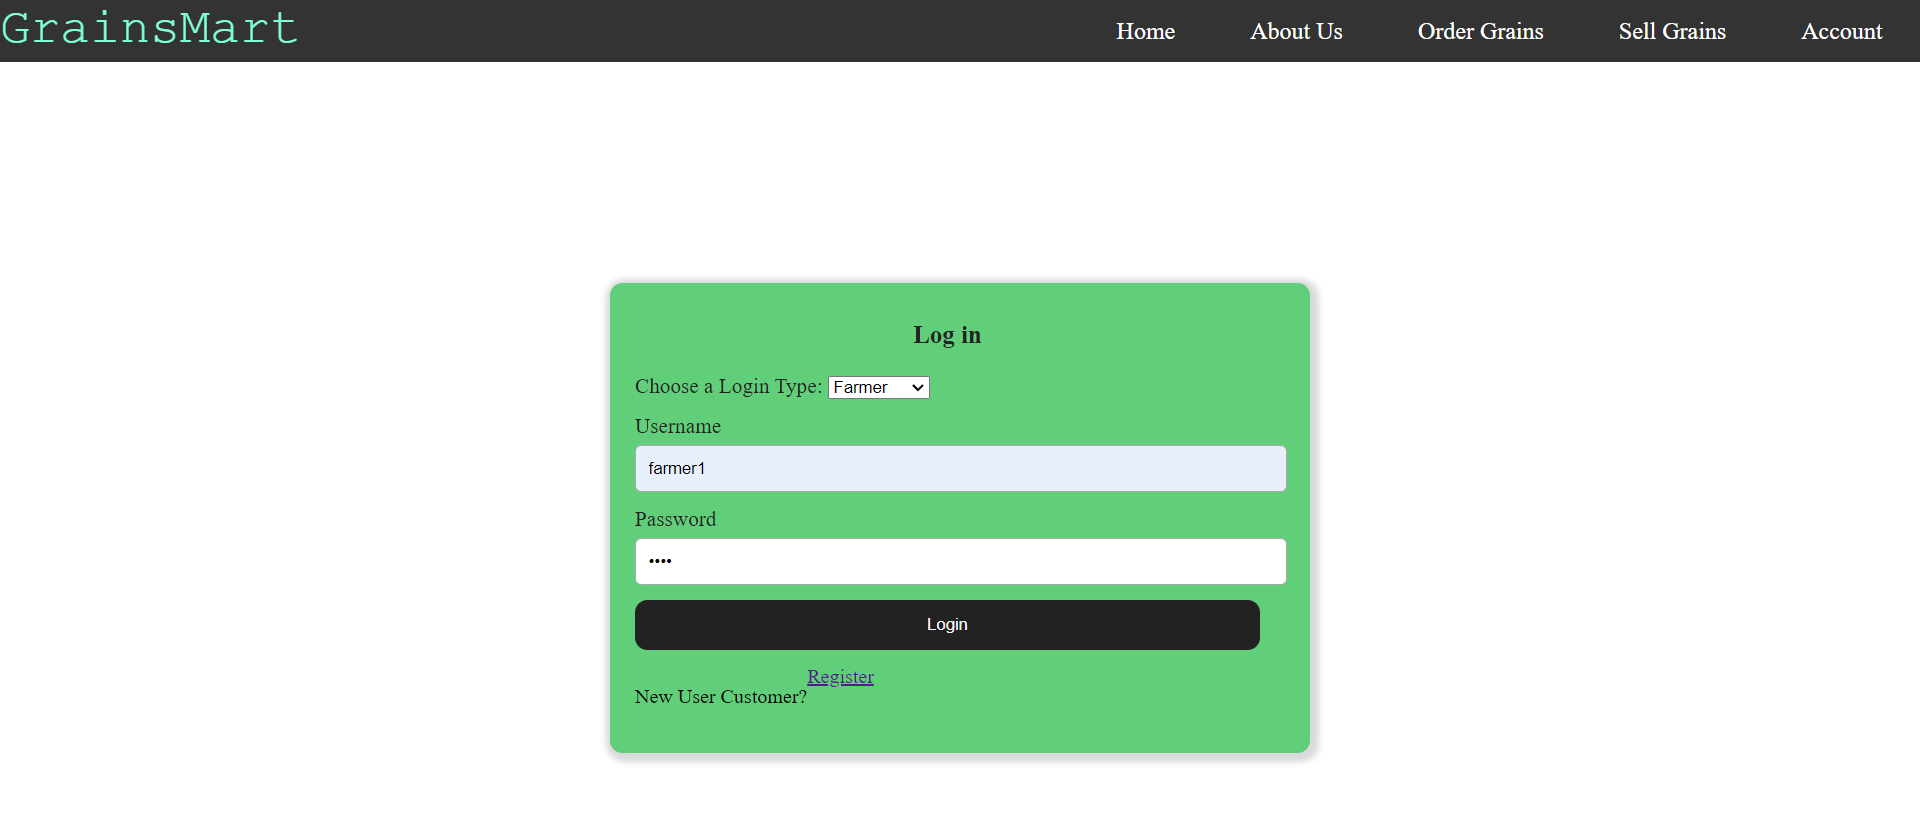 GrainsMart
Home About Us Order Grains Sell Grains Account
Log in
Choose a Login Type: Farmer
Username
farmer1
Password
••••
Login
Register
New User Customer?